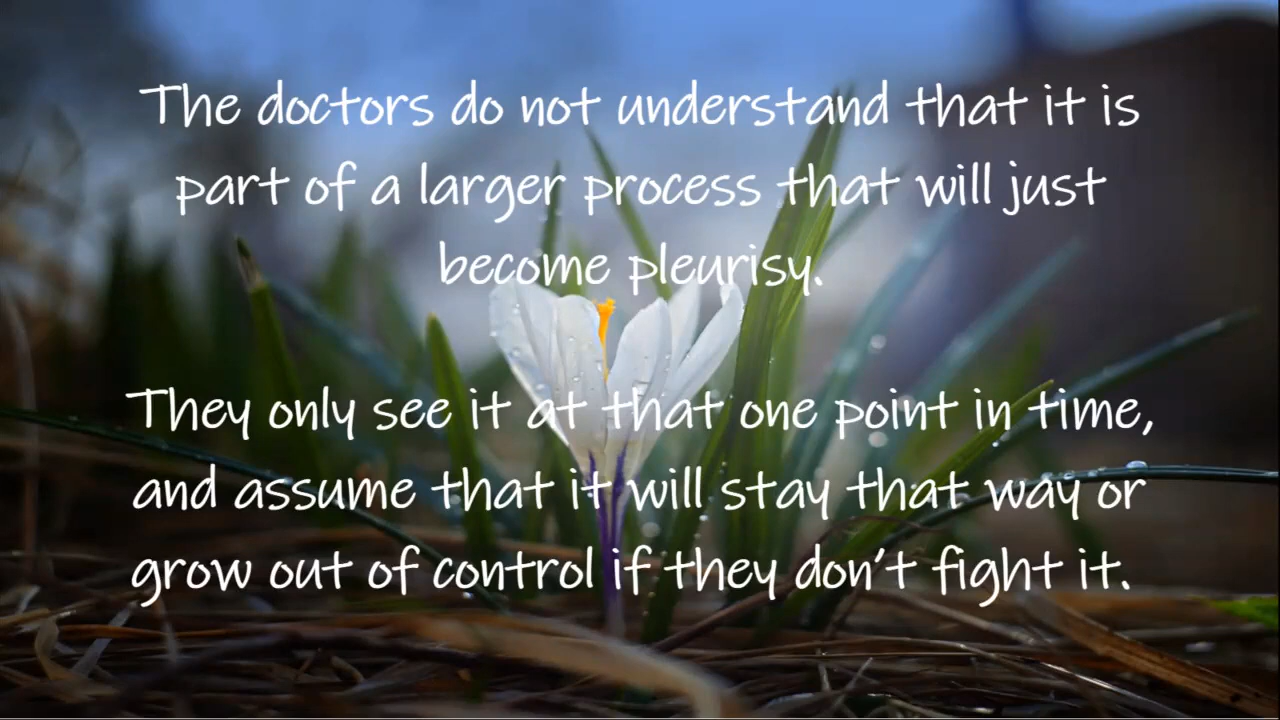 The doctors do not understand that it is
part of a larger process that will just
become pleurisy.
They only see it at that one point in time,
and assume that it will stay that way or
grow out of control if they don't fight it.